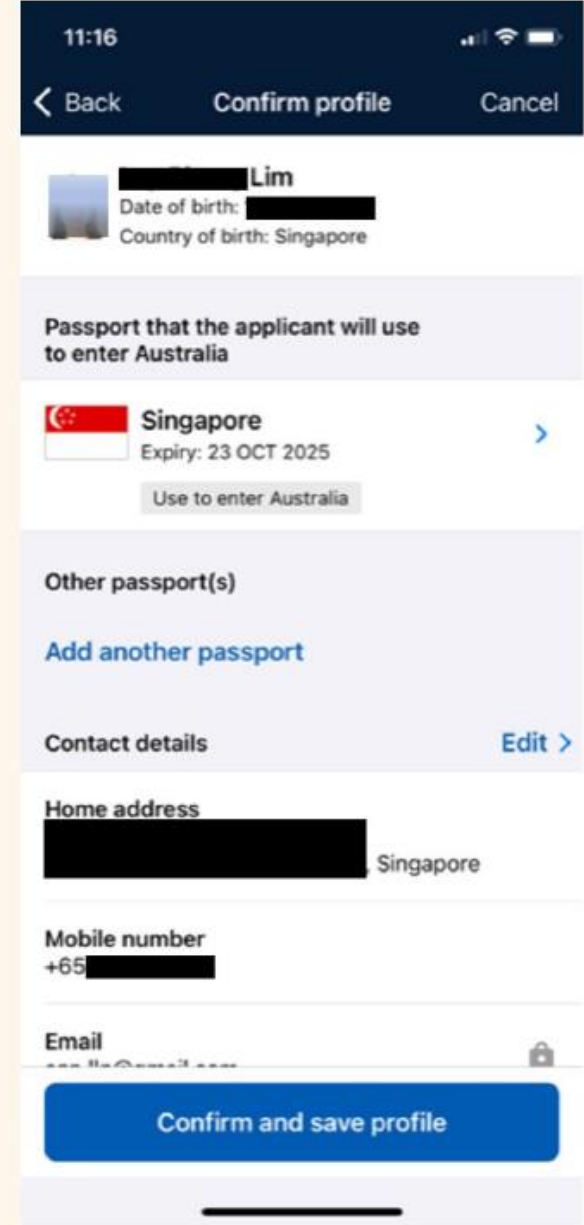 11:16
Back Confirm profile Cancel
Lim
Date of birth:
Country of birth: Singapore
Passport that the applicant will use
to enter Australia
Singapore
Expiry: 23 OCT 2025
Use to enter Australia
Other passport(s)
Add another passport
Contact details Edit >
Home address
, Singapore
Mobile number
+65
Email
Confirm and save profile